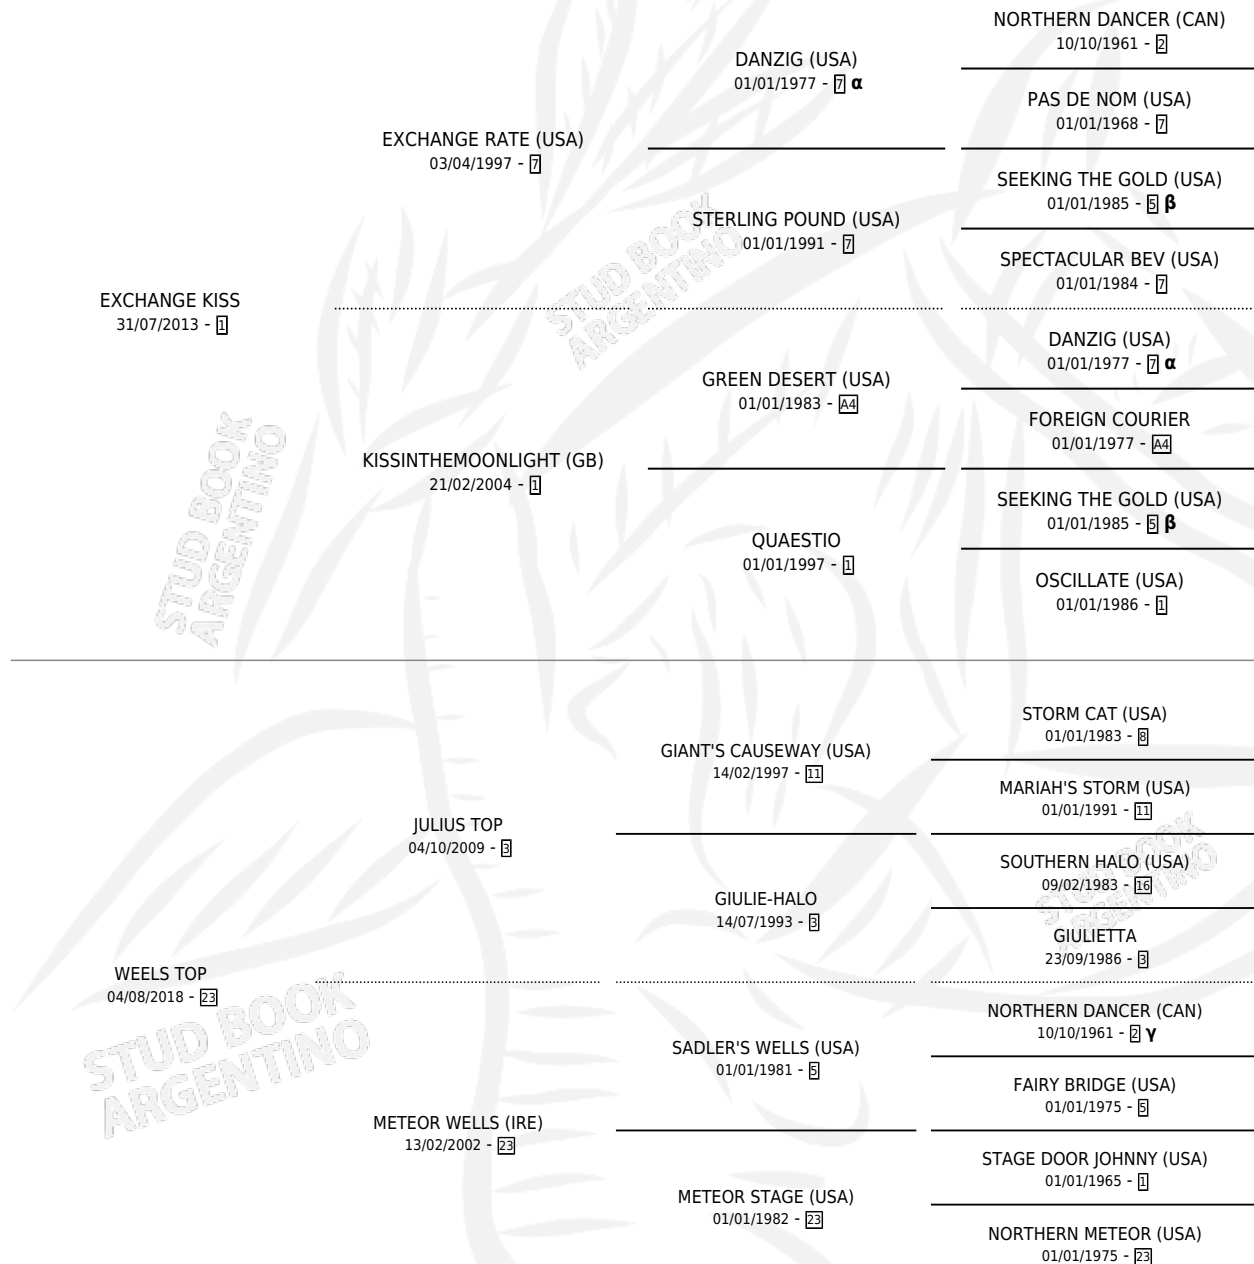 NORTHERN DANCER (CAN)
10/10/1961 - 2
DANZIG (USA)
01/01/1977 - 7 α
PAS DE NOM (USA)
01/01/1968 - 7
EXCHANGE RATE (USA)
03/04/1997 - 7
SEEKING THE GOLD (USA)
01/01/1985 - 5 β
STERLING POUND (USA)
01/01/1991 - 7
SPECTACULAR BEV (USA)
01/01/1984 - 7
EXCHANGE KISS
31/07/2013 - 1
DANZIG (USA)
01/01/1977 - 7 α
GREEN DESERT (USA)
01/01/1983 - A4
FOREIGN COURIER
01/01/1977 - A4
KISSINTHEMOONLIGHT (GB)
21/02/2004 - 1
SEEKING THE GOLD (USA)
01/01/1985 - 5 β
QUAESTIO
01/01/1997 - 1
OSCILLATE (USA)
01/01/1986 - 1
STORM CAT (USA)
01/01/1983 - 8
GIANT'S CAUSEWAY (USA)
14/02/1997 - 11
MARIAH'S STORM (USA)
01/01/1991 - 11
JULIUS TOP
04/10/2009 - 3
SOUTHERN HALO (USA)
09/02/1983 - 16
GIULIE-HALO
14/07/1993 - 3
GIULIETTA
23/09/1986 - 3
WEELS TOP
04/08/2018 - 23
NORTHERN DANCER (CAN)
10/10/1961 - 2 γ
SADLER'S WELLS (USA)
01/01/1981 - 5
FAIRY BRIDGE (USA)
01/01/1975 - 5
METEOR WELLS (IRE)
13/02/2002 - 23
STAGE DOOR JOHNNY (USA)
01/01/1965 - 1
METEOR STAGE (USA)
01/01/1982 - 23
NORTHERN METEOR (USA)
01/01/1975 - 23
STUD BOOK
ARGENTINO
STUD BOOK
ARGENTINO
STUD BOOK
ARGENTINO
STUD BOOK
ARGENTINO